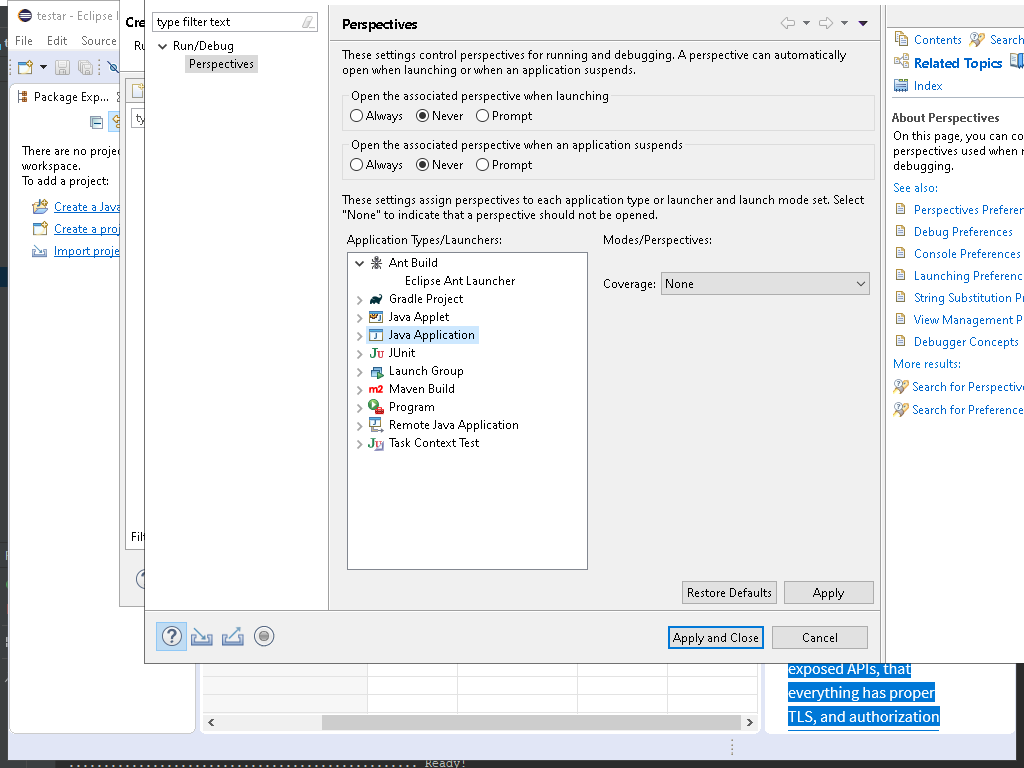 testar - Eclipse I
File Edit Source
Package Exp...
There are no proje
workspace.
To add a project:
Create a Java
Create a proj
Import proje
Cre
Ru
ty
Filt
type filter text
Run/Debug
Perspectives
Perspectives
These settings control perspectives for running and debugging. A perspective can automatically
open when launching or when an application suspends.
Open the associated perspective when launching
Always Never Prompt
Open the associated perspective when an application suspends
Always Never Prompt
These settings assign perspectives to each application type or launcher and launch mode set. Select
"None" to indicate that a perspective should not be opened.
Application Types/Launchers:
Modes/Perspectives:
Ant Build
Eclipse Ant Launcher
Gradle Project
Java Applet
Java Application
JUnit
Launch Group
Maven Build
Program
Remote Java Application
Task Context Test
Coverage: None
Restore Defaults Apply
Apply and Close Cancel
Contents Search
Related Topics
Index
About Perspectives
On this page, you can co
perspectives used when r
debugging.
See also:
Perspectives Preferen
Debug Preferences
Console Preferences
Launching Preferenc
String Substitution Pr
View Management P
Debugger Concepts
More results:
Search for Perspective
Search for Preference
exposed APIs, that
everything has proper
TLS, and authorization
Ready!